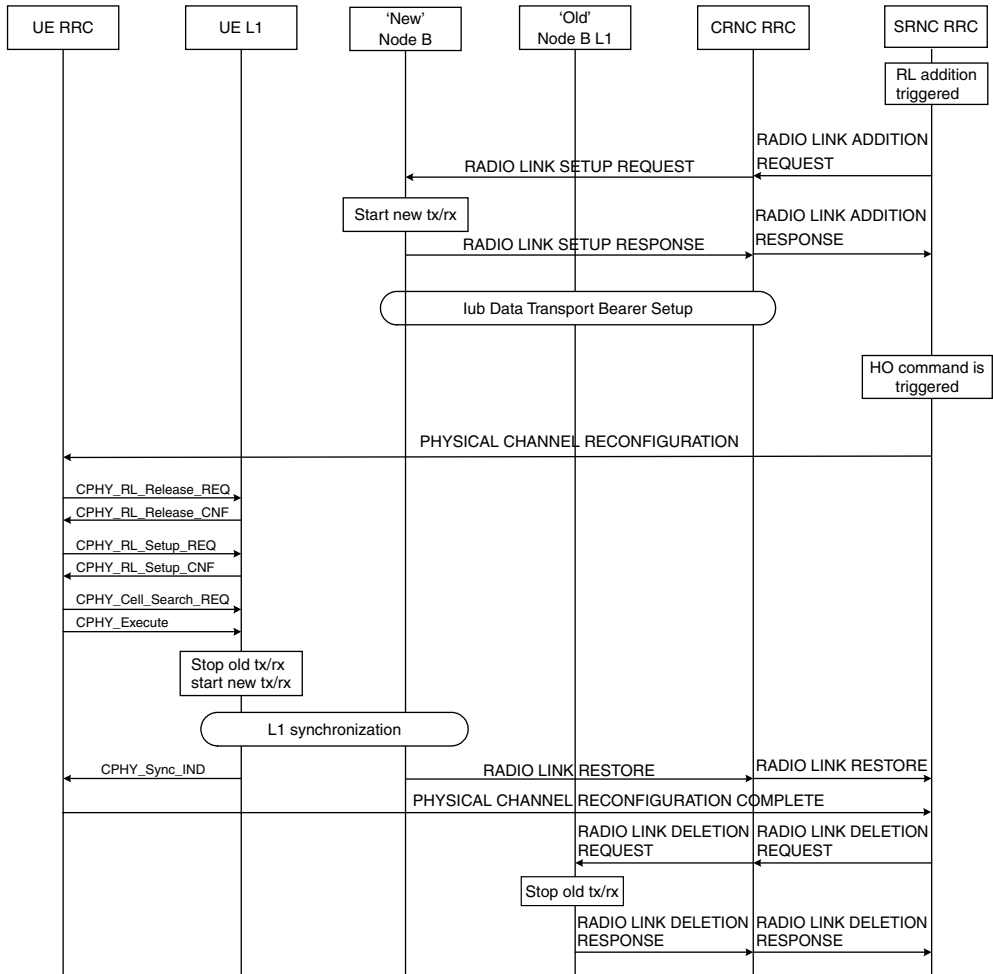 UE RRC
UE L1
‘New’
Node B
‘Old’
Node B L1
CRNC RRC
SRNC RRC
RL addition
triggered
RADIO LINK ADDITION
REQUEST
RADIO LINK SETUP REQUEST
Start new tx/rx
RADIO LINK ADDITION
RESPONSE
RADIO LINK SETUP RESPONSE
Iub Data Transport Bearer Setup
HO command is
triggered
PHYSICAL CHANNEL RECONFIGURATION
CPHY_RL_Release_REQ
CPHY_RL_Release_CNF
CPHY_RL_Setup_REQ
CPHY_RL_Setup_CNF
CPHY_Cell_Search_REQ
CPHY_Execute
Stop old tx/rx
start new tx/rx
L1 synchronization
CPHY_Sync_IND
RADIO LINK RESTORE
RADIO LINK RESTORE
PHYSICAL CHANNEL RECONFIGURATION COMPLETE
RADIO LINK DELETION
REQUEST
RADIO LINK DELETION
REQUEST
Stop old tx/rx
RADIO LINK DELETION
RESPONSE
RADIO LINK DELETION
RESPONSE